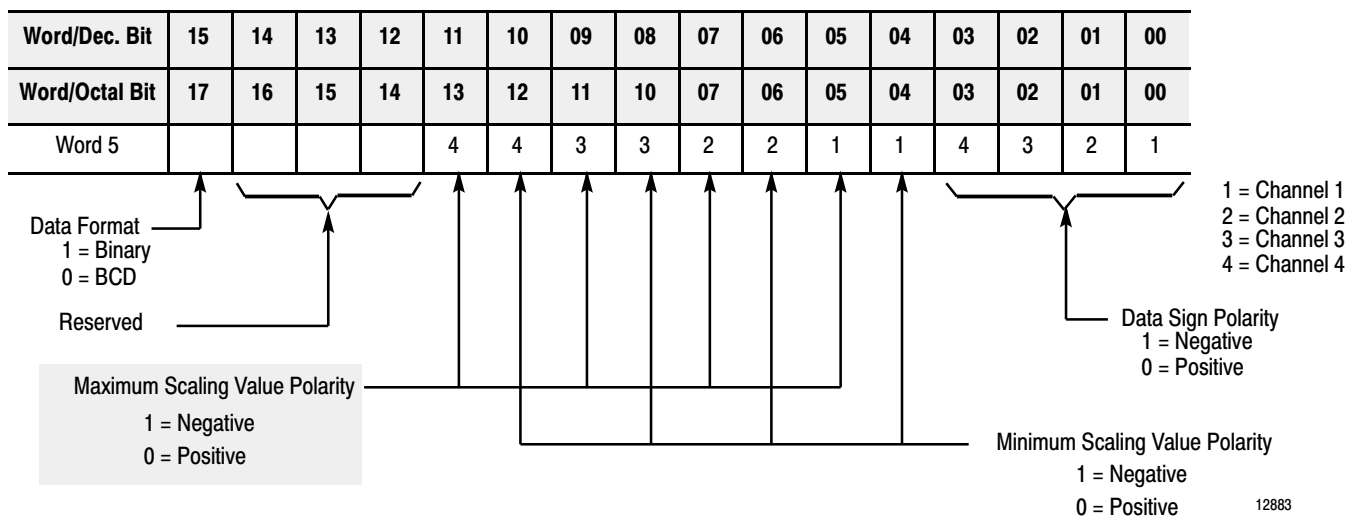 Word/Dec. Bit 15 14 13 12 11 10 09 08 07 06 05 04 03 02 01 00
Word/Octal Bit 17 16 15 14 13 12 11 10 07 06 05 04 03 02 01 00
Word 5 4 4 3 3 2 2 1 1 4 3 2 1
1 = Channel 1
2 = Channel 2
3 = Channel 3
4 = Channel 4
Data Format
1 = Binary
0 = BCD
Reserved
Data Sign Polarity
1 = Negative
0 = Positive
Maximum Scaling Value Polarity
1 = Negative
0 = Positive
Minimum Scaling Value Polarity
1 = Negative
0 = Positive
12883